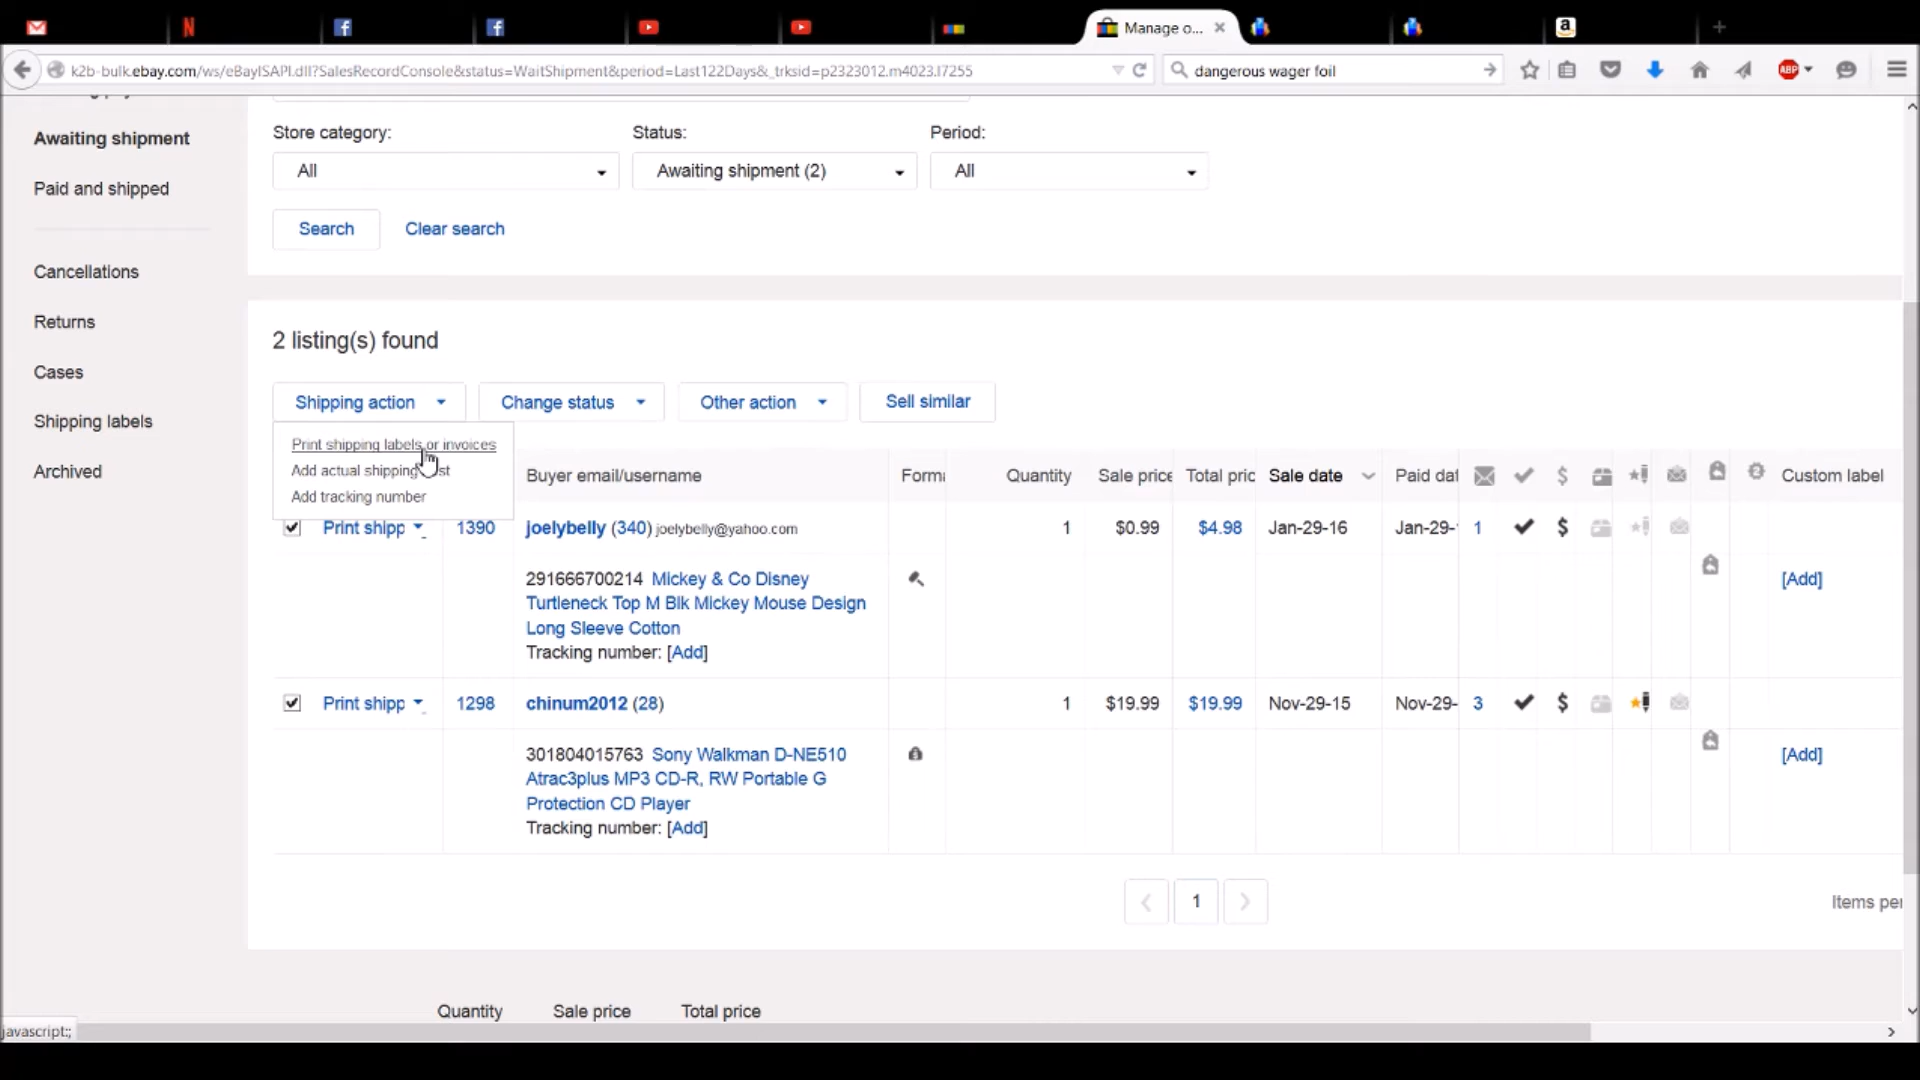 Manage o...
k2b-bulk.ebay.com/ws/eBayISAPI.dll?SalesRecordConsole&status=WaitShipment&period=Last122Days&_trksid=p2323012.m4023.l7255
dangerous wager foil
ABP
Awaiting shipment
Paid and shipped
Cancellations
Returns
Cases
Shipping labels
Archived
Store category:
Status:
Period:
All
Awaiting shipment (2)
All
Search
Clear search
2 listing(s) found
Shipping action
Change status
Other action
Sell similar
Print shipping labels or invoices
Add actual shipping
Add tracking number
Buyer email/username
Forma
Quantity
Sale price
Total pric
Sale date
Paid dat
Custom label
Print shipp
1390
joelybelly (340) joelybelly@yahoo.com
1
$0.99
$4.98
Jan-29-16
Jan-29-
1
$
291666700214 Mickey & Co Disney
Turtleneck Top M Blk Mickey Mouse Design
Long Sleeve Cotton
Tracking number: [Add]
[Add]
Print shipp
1298
chinum2012 (28)
1
$19.99
$19.99
Nov-29-15
Nov-29-
3
$
301804015763 Sony Walkman D-NE510
Atrac3plus MP3 CD-R, RW Portable G
Protection CD Player
Tracking number: [Add]
[Add]
1
Items per
Quantity
Sale price
Total price
javascript:;